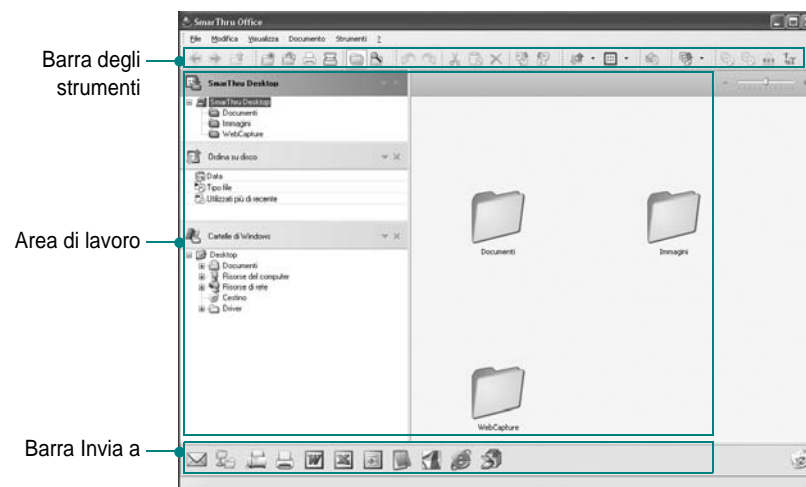 SmarThru Office
File Modifica Visualizza Documento Strumenti ?
Barra degli
strumenti
SmarThru Desktop
SmarThru Desktop
Documenti
Immagini
WebCapture
Ordina su disco
Data
Tipo file
Utilizzati più di recente
Area di lavoro
Cartelle di Windows
Desktop
Documenti
Risorse del computer
Risorse di rete
Cestino
Driver
Documenti
Immagini
WebCapture
Barra Invia a